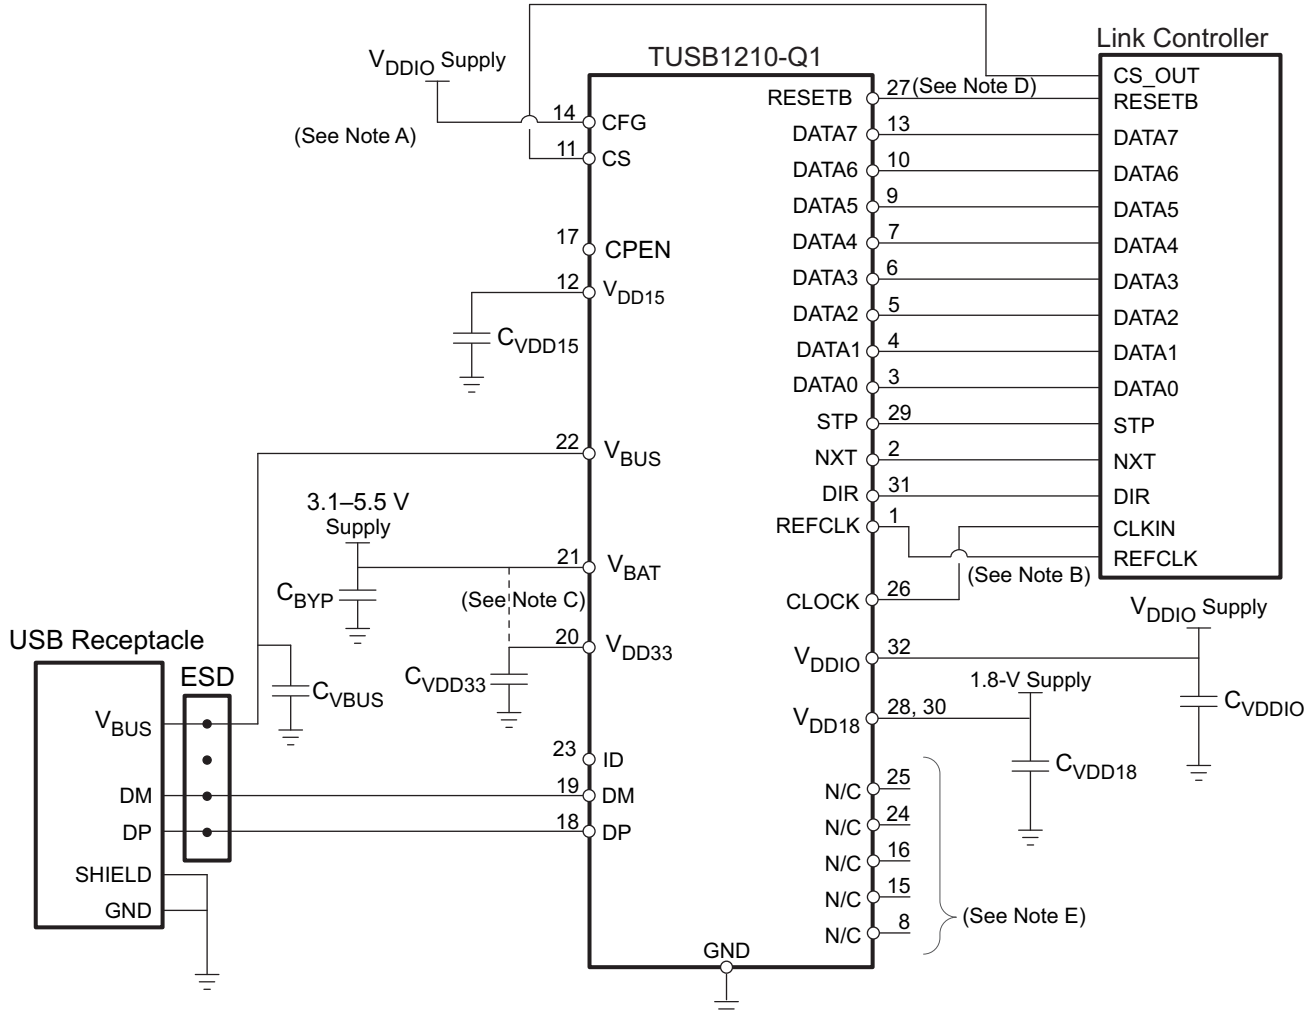 Link Controller
TUSB1210-Q1
VDDIO Supply
CS_OUT
RESETB 27 (See Note D) RESETB
(See Note A) 14 CFG
DATA7 13 DATA7
11 CS
DATA6 10 DATA6
DATA5 9 DATA5
17 CPEN
DATA4 7 DATA4
12 VDD15
DATA3 6 DATA3
DATA2 5 DATA2
CVDD15
DATA1 4 DATA1
DATA0 3 DATA0
STP 29 STP
22 VBUS
NXT 2 NXT
3.1–5.5 V
Supply
DIR 31 DIR
REFCLK 1 CLKIN
REFCLK
21 VBAT
(See Note B)
CBYP
(See Note C)
CLOCK 26
VDDIO Supply
USB Receptacle
20 VDD33
VDDIO 32
ESD
CVDD33
1.8-V Supply
CVBUS
CVDDIO
VBUS
VDD18 28, 30
23 ID
CVDD18
DM 19 DM
N/C 25
DP 18 DP
N/C 24
N/C 16
SHIELD
N/C 15
GND
(See Note E)
N/C 8
GND